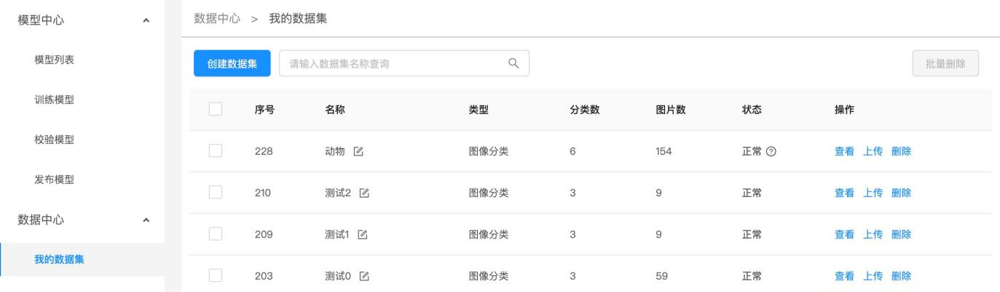 模型中心
模型列表
训练模型
校验模型
发布模型
数据中心
我的数据集
数据中心 > 我的数据集
创建数据集 请输入数据集名称查询 批量删除
序号 名称 类型 分类数 图片数 状态 操作
228 动物 图像分类 6 154 正常 查看 上传 删除
210 测试2 图像分类 3 9 正常 查看 上传 删除
209 测试1 图像分类 3 9 正常 查看 上传 删除
203 测试0 图像分类 3 59 正常 查看 上传 删除